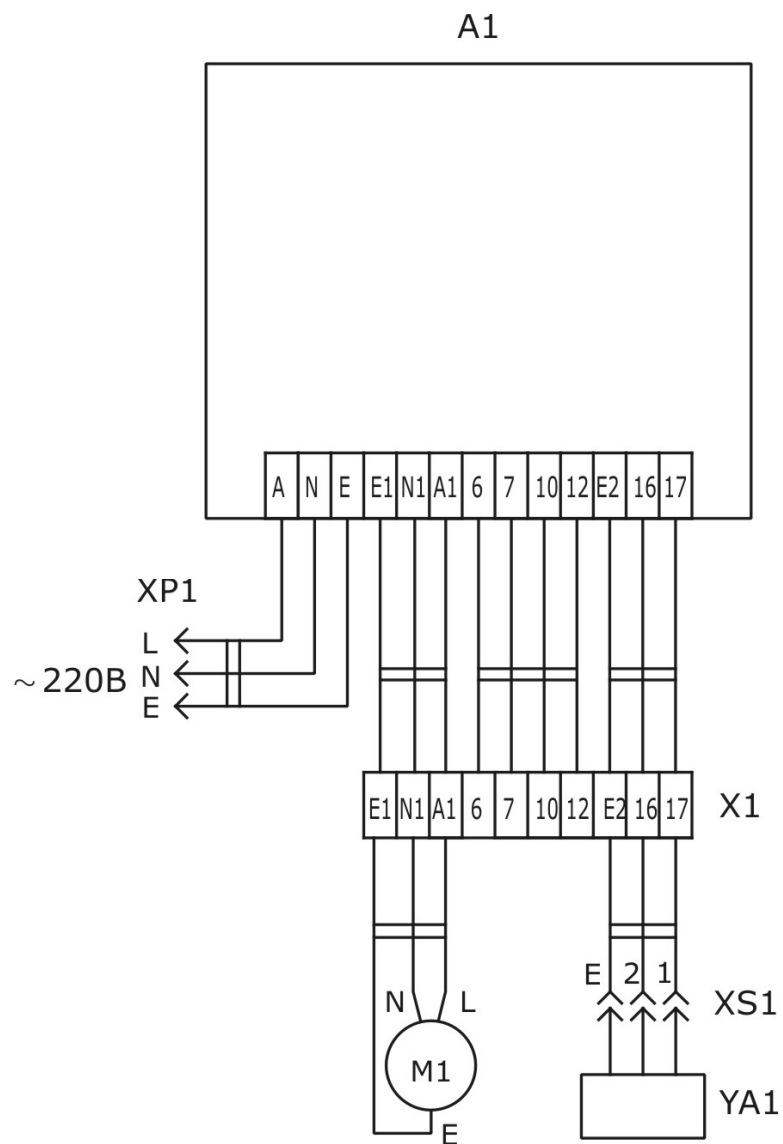 A1
A N E E1 N1 A1 6 7 10 12 E2 16 17
XP1
L
~220В N
E
E1 N1 A1 6 7 10 12 E2 16 17 X1
E 2 1
XS1
N L
M1
YA1
E